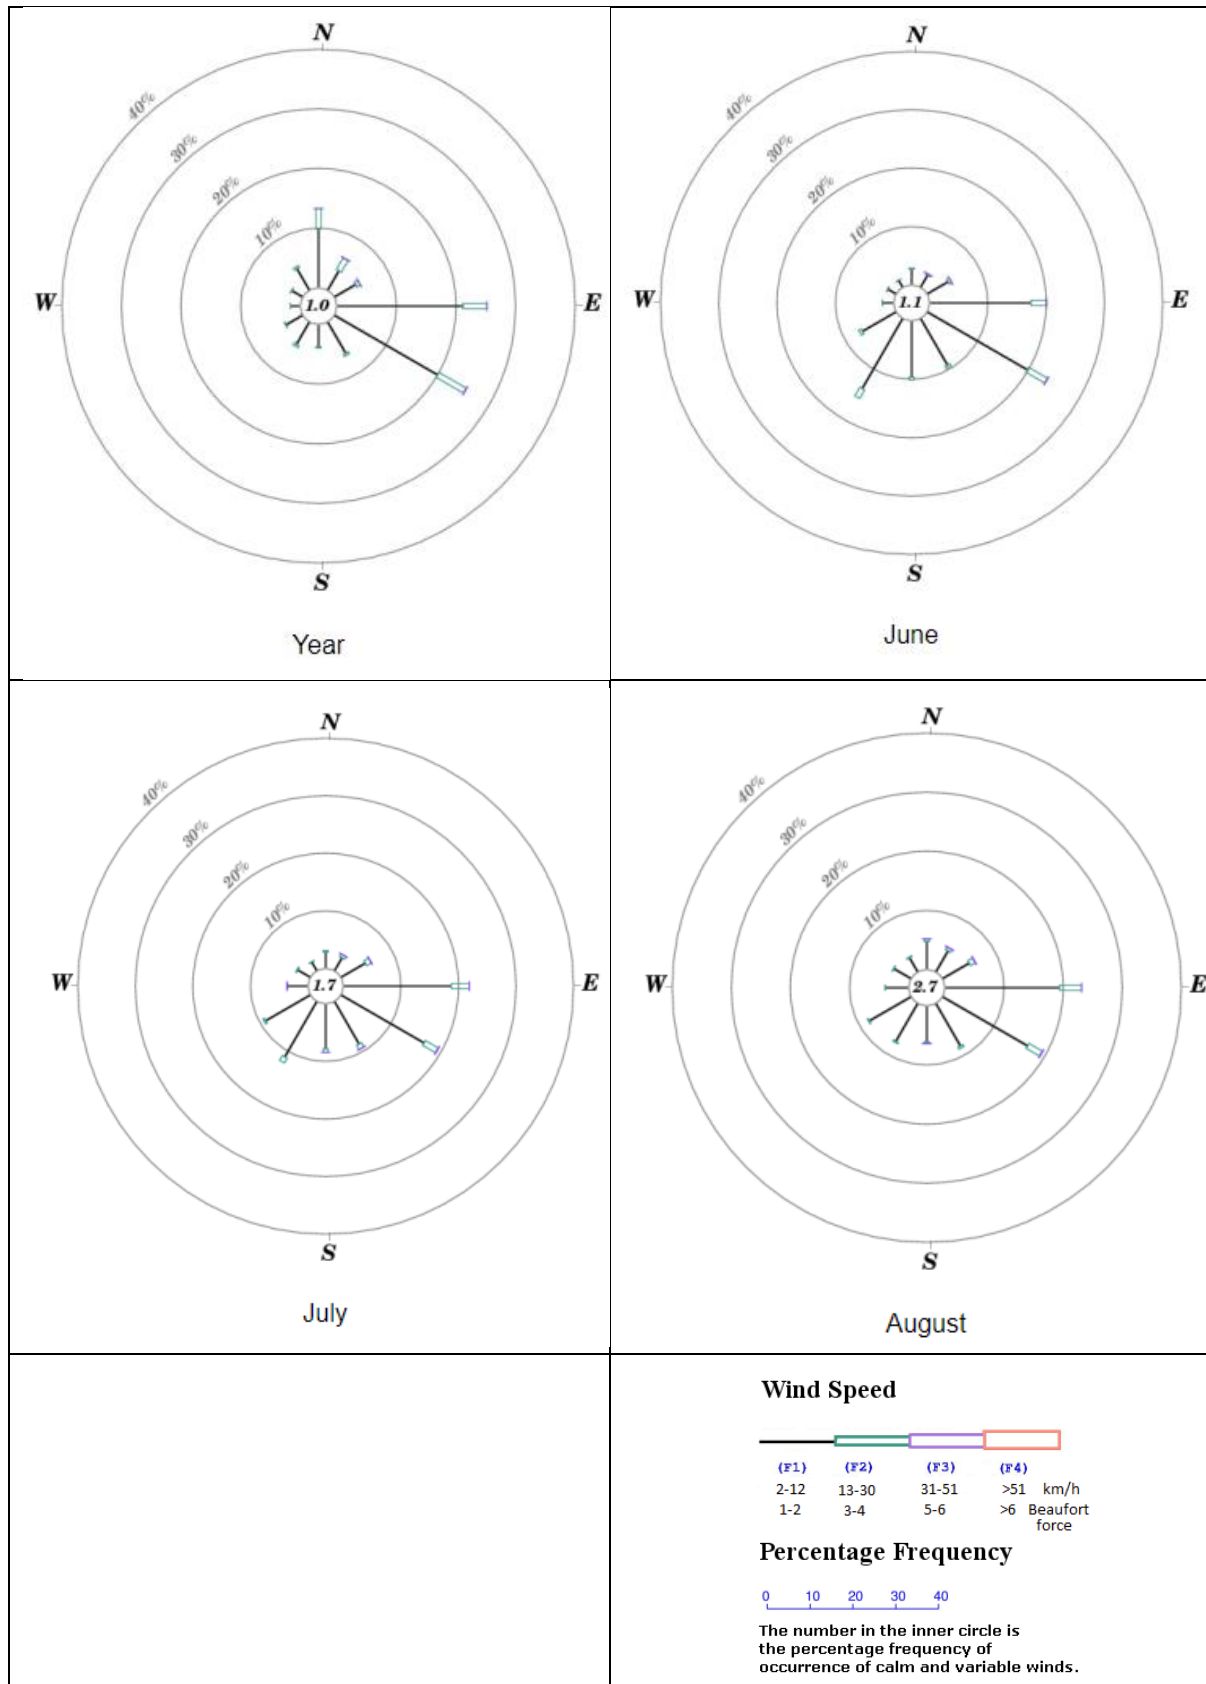 N
40%
30%
20%
10%
W
1.0
E
S
Year
N
40%
30%
20%
10%
W
1.1
E
S
June
N
40%
30%
20%
10%
W
1.7
E
S
July
N
40%
30%
20%
10%
W
2.7
E
S
August
Wind Speed
(F1) (F2) (F3) (F4)
2-12 13-30 31-51 >51 km/h
1-2 3-4 5-6 >6 Beaufort
force
Percentage Frequency
0 10 20 30 40
The number in the inner circle is
the percentage frequency of
occurrence of calm and variable winds.